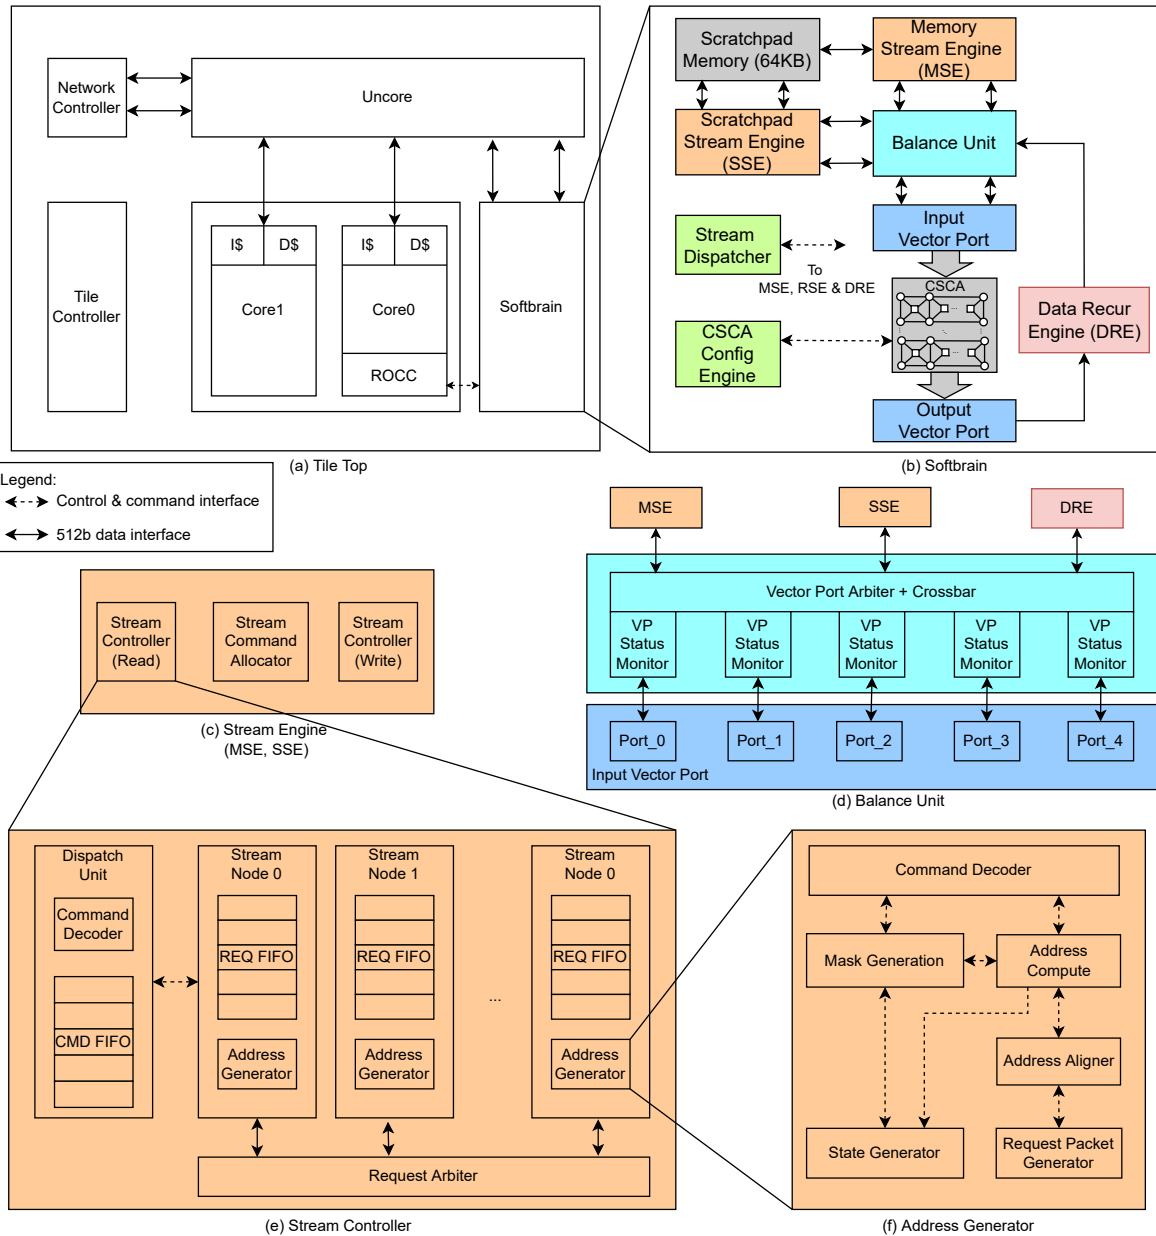 Network
Controller
Uncore
Tile
Controller
I$
D$
Core1
I$
D$
Core0
ROCC
Softbrain
(a) Tile Top
Scratchpad
Memory (64KB)
Memory
Stream Engine
(MSE)
Scratchpad
Stream Engine
(SSE)
Balance Unit
Stream
Dispatcher
To
MSE, RSE & DRE
Input
Vector Port
CSCA
...
...
CSCA
Config
Engine
Data Recur
Engine (DRE)
Output
Vector Port
(b) Softbrain
Legend:
Control & command interface
512b data interface
Stream
Controller
(Read)
Stream
Command
Allocator
Stream
Controller
(Write)
(c) Stream Engine
(MSE, SSE)
MSE
SSE
DRE
Vector Port Arbiter + Crossbar
VP
Status
Monitor
VP
Status
Monitor
VP
Status
Monitor
VP
Status
Monitor
VP
Status
Monitor
Port_0
Port_1
Port_2
Port_3
Port_4
Input Vector Port
(d) Balance Unit
Dispatch
Unit
Command
Decoder
CMD FIFO
Stream
Node 0
REQ FIFO
Address
Generator
Stream
Node 1
REQ FIFO
Address
Generator
...
Stream
Node 0
REQ FIFO
Address
Generator
Request Arbiter
(e) Stream Controller
Command Decoder
Mask Generation
Address
Compute
Address Aligner
State Generator
Request Packet
Generator
(f) Address Generator